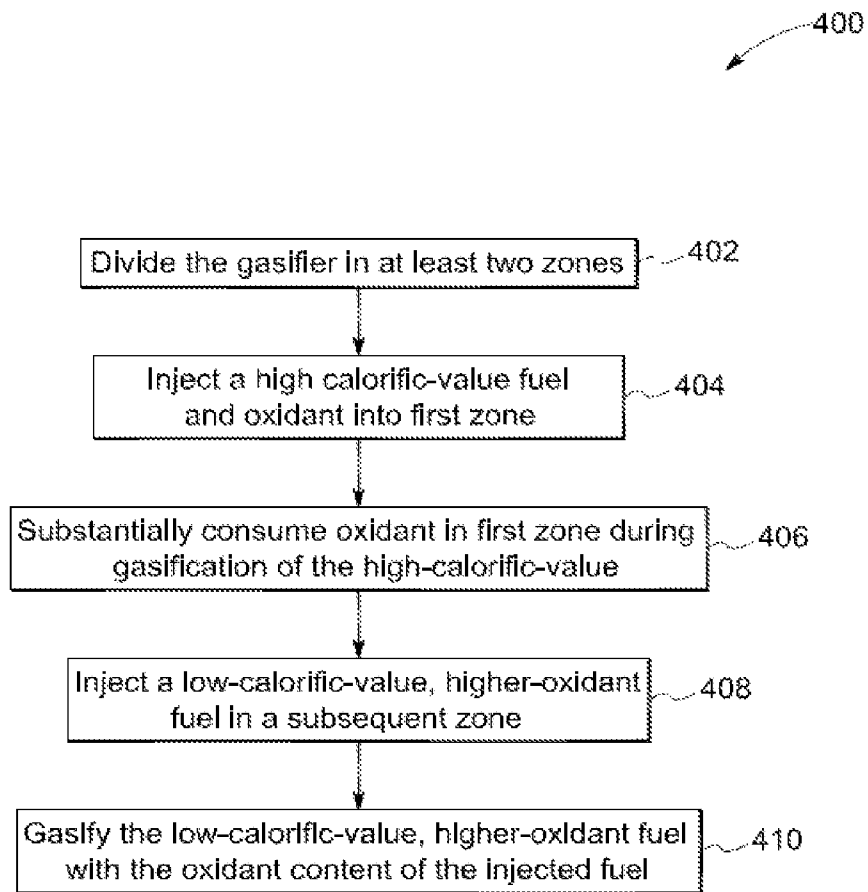 400
Divide the gasifier in at least two zones
402
Inject a high calorific-value fuel
and oxidant into first zone
404
Substantially consume oxidant in first zone during
gasification of the high-calorific-value
406
Inject a low-calorific-value, higher-oxidant
fuel in a subsequent zone
408
Gasify the low-calorific-value, higher-oxidant fuel
with the oxidant content of the injected fuel
410